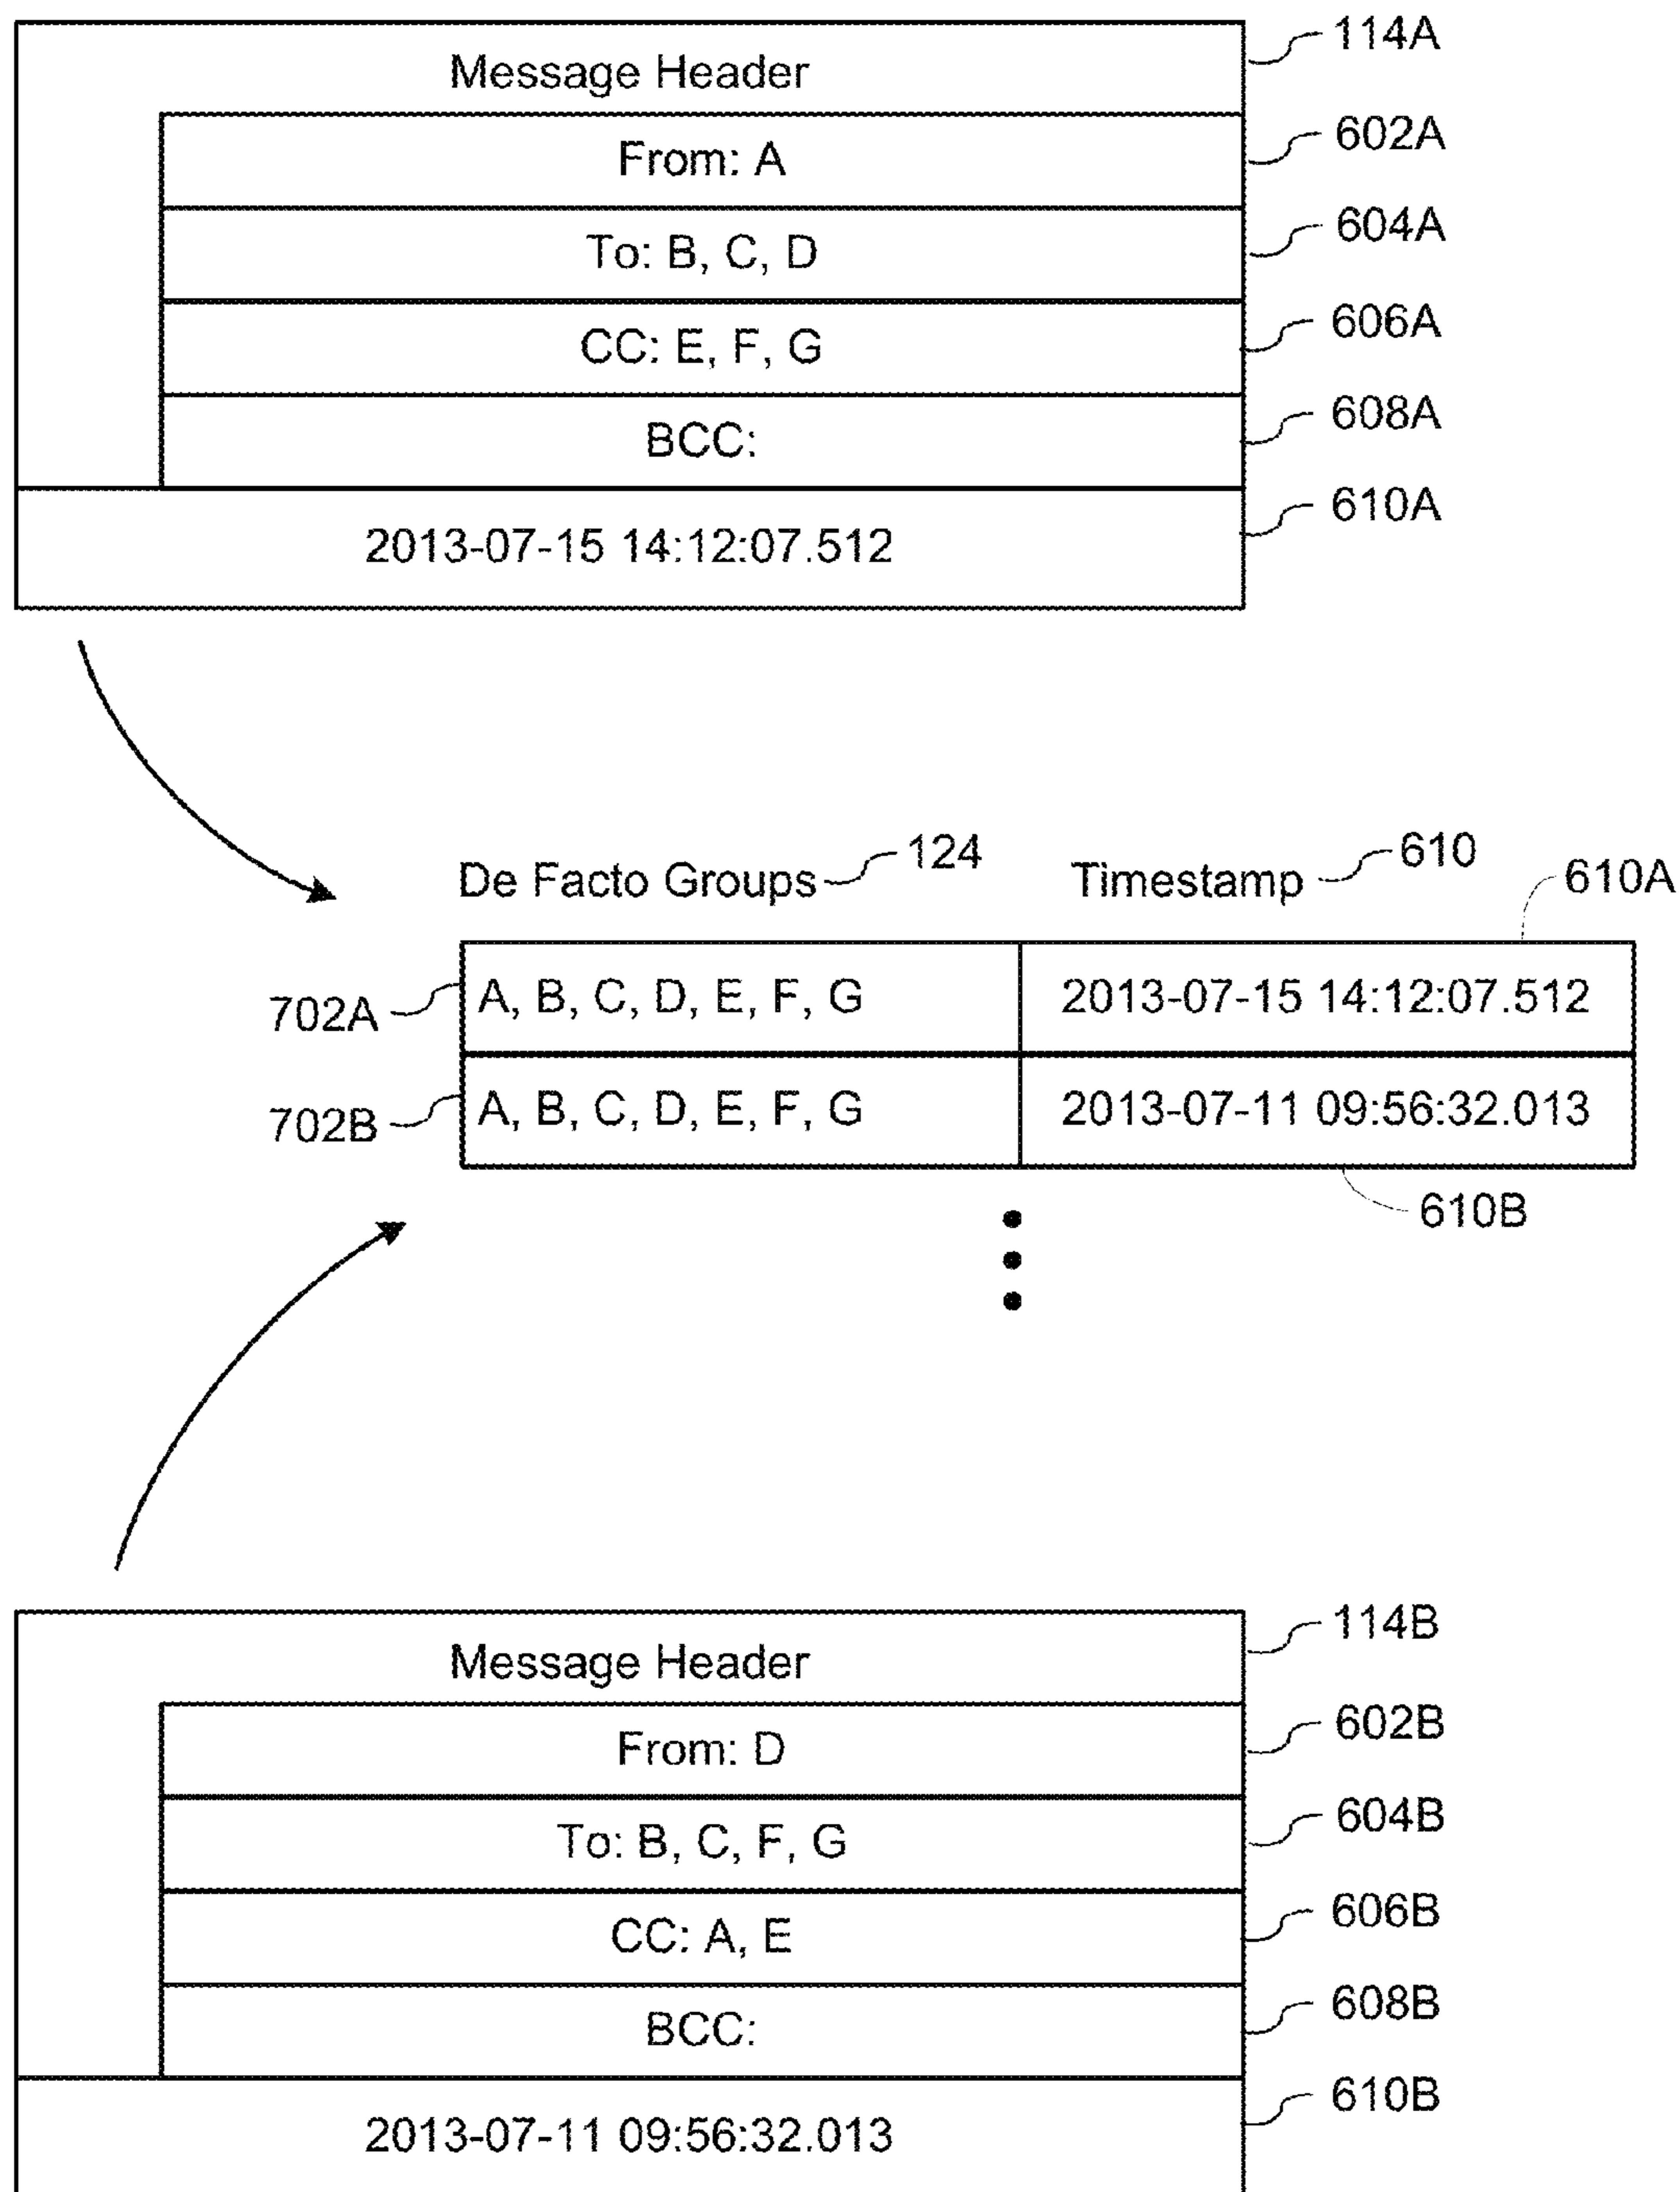 Message Header 114A
From: A 602A
To: B, C, D 604A
CC: E, F, G 606A
BCC: 608A
2013-07-15 14:12:07.512 610A
De Facto Groups 124 Timestamp 610 610A
702A A, B, C, D, E, F, G 2013-07-15 14:12:07.512
702B A, B, C, D, E, F, G 2013-07-11 09:56:32.013
610B
Message Header 114B
From: D 602B
To: B, C, F, G 604B
CC: A, E 606B
BCC: 608B
2013-07-11 09:56:32.013 610B